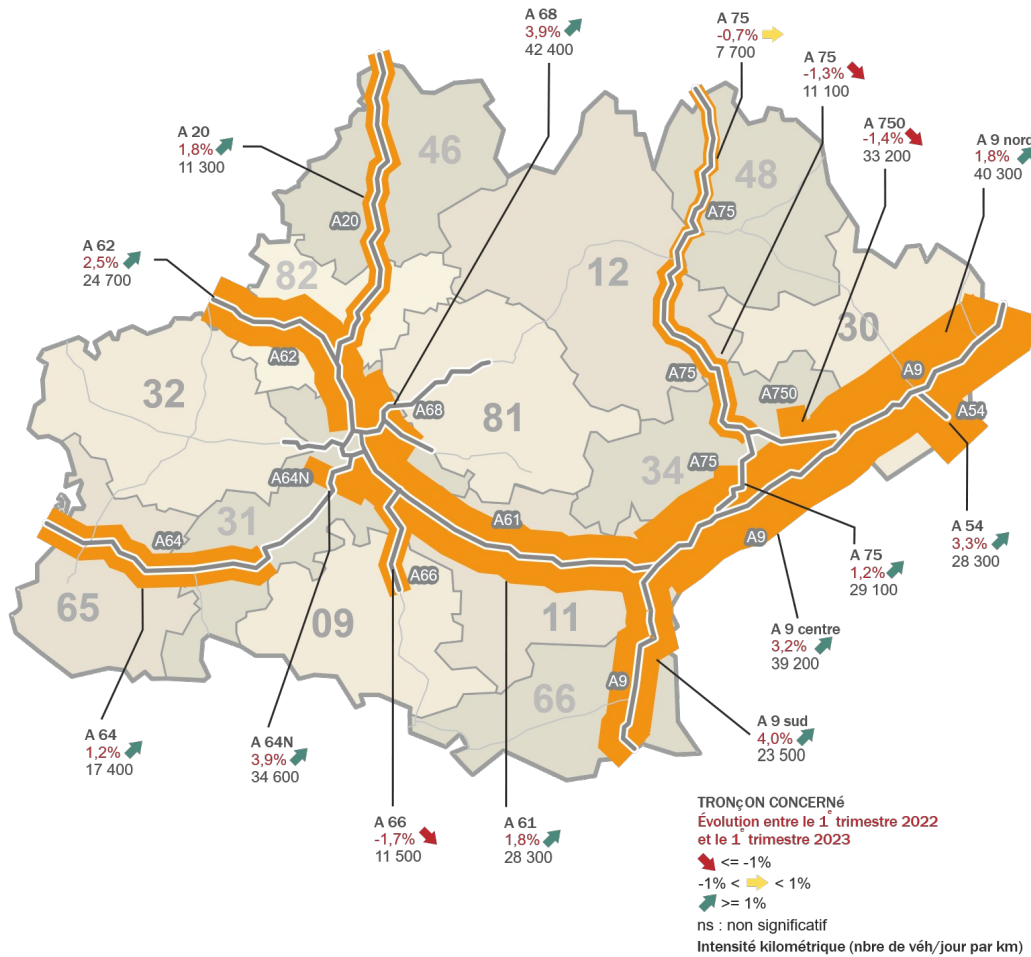 A 68
3,9%
42 400
A 75
-0,7%
7 700
A 75
-1,3%
11 100
A 750
-1,4%
33 200
A 9 nord
1,8%
40 300
A 20
1,8%
11 300
A 62
2,5%
24 700
46
48
A20
A75
82
12
30
A62
A75
A9
32
A750
A68
81
A54
A64N
A75
34
31
A61
A64
A9
A66
65
09
11
A9
66
A 54
3,3%
28 300
A 75
1,2%
29 100
A 9 centre
3,2%
39 200
A 9 sud
4,0%
23 500
A 64
1,2%
17 400
A 64N
3,9%
34 600
A 66
-1,7%
11 500
A 61
1,8%
28 300
TRONçON CONCERNé
Évolution entre le 1e trimestre 2022
et le 1e trimestre 2023
<= -1%
-1% < < 1%
>= 1%
ns : non significatif
Intensité kilométrique (nbre de véh/jour par km)